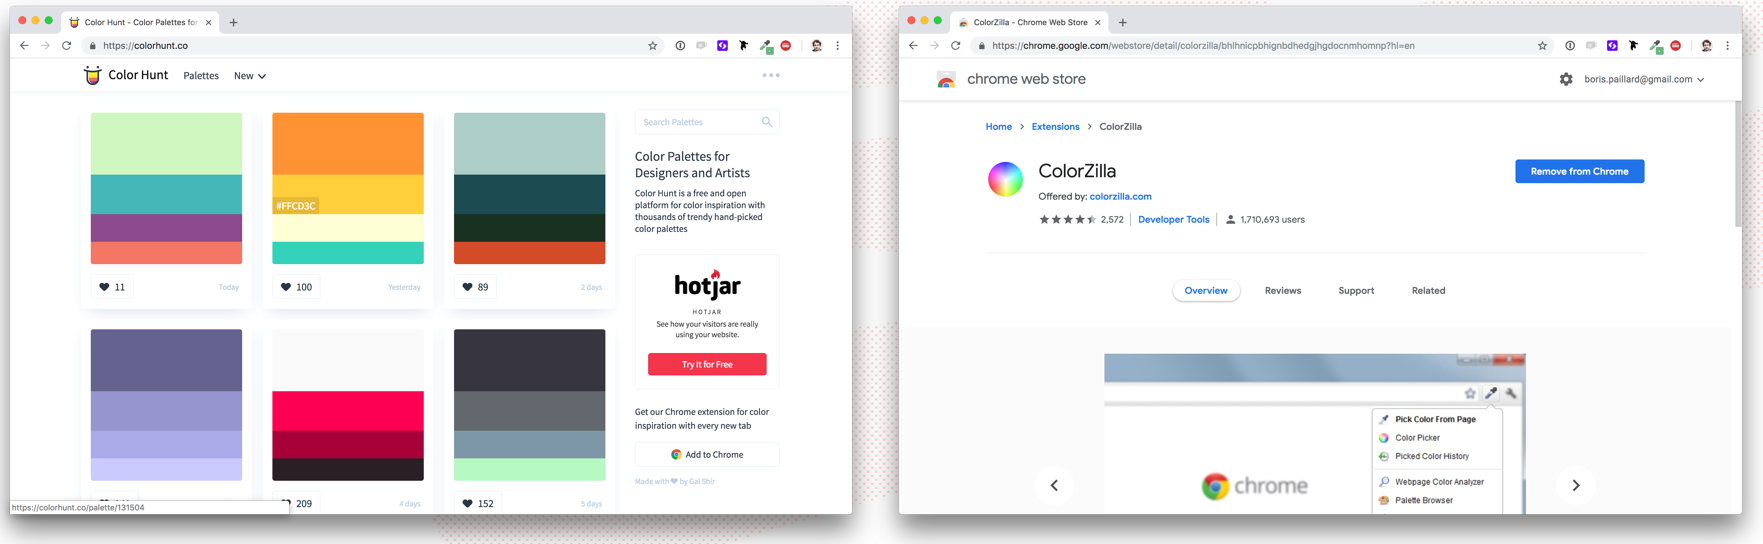 Color Hunt - Color Palettes for
https://colorhunt.co
Color Hunt
Palettes
New
Search Palettes
#FFCD3C
Color Palettes for
Designers and Artists
Color Hunt is a free and open
platform for color inspiration with
thousands of trendy hand-picked
color palettes
11
Today
100
Yesterday
89
2 days
hotjar
HOTJAR
See how your visitors are really
using your website.
Try it for Free
Get our Chrome extension for color
inspiration with every new tab
Add to Chrome
Made with ♥ by Gal Shir
209
4 days
152
5 days
https://colorhunt.co/palette/131504
ColorZilla - Chrome Web Store
https://chrome.google.com/webstore/detail/colorzilla/bhlhnicpbhignbdhedgjhgdocnmhomnp?hl=en
chrome web store
boris.paillard@gmail.com
Home > Extensions > ColorZilla
ColorZilla
Remove from Chrome
Offered by: colorzilla.com
2,572
Developer Tools
1,710,693 users
Overview
Reviews
Support
Related
Pick Color From Page
Color Picker
Picked Color History
Webpage Color Analyzer
Palette Browser
chrome